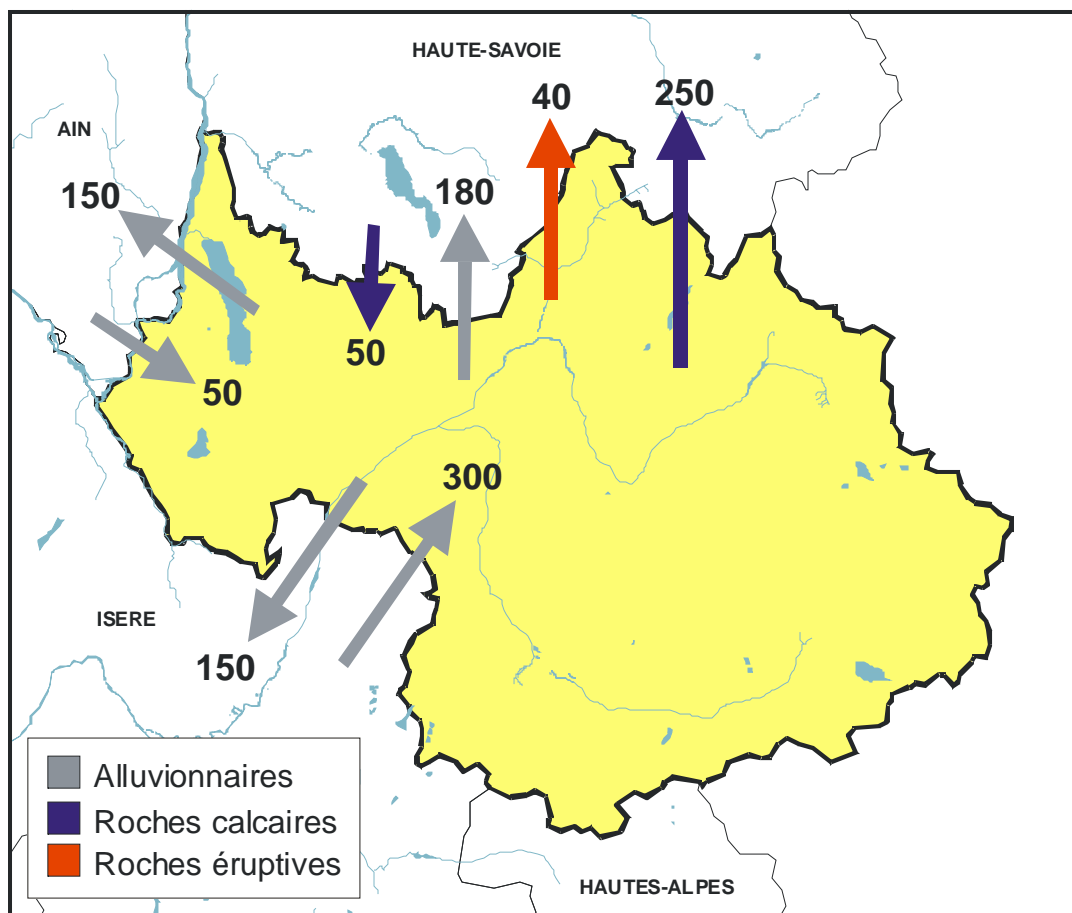 HAUTE-SAVOIE
40
250
AIN
150
180
50
50
300
ISERE
150
Alluvionnaires
Roches calcaires
Roches éruptives
HAUTES-ALPES